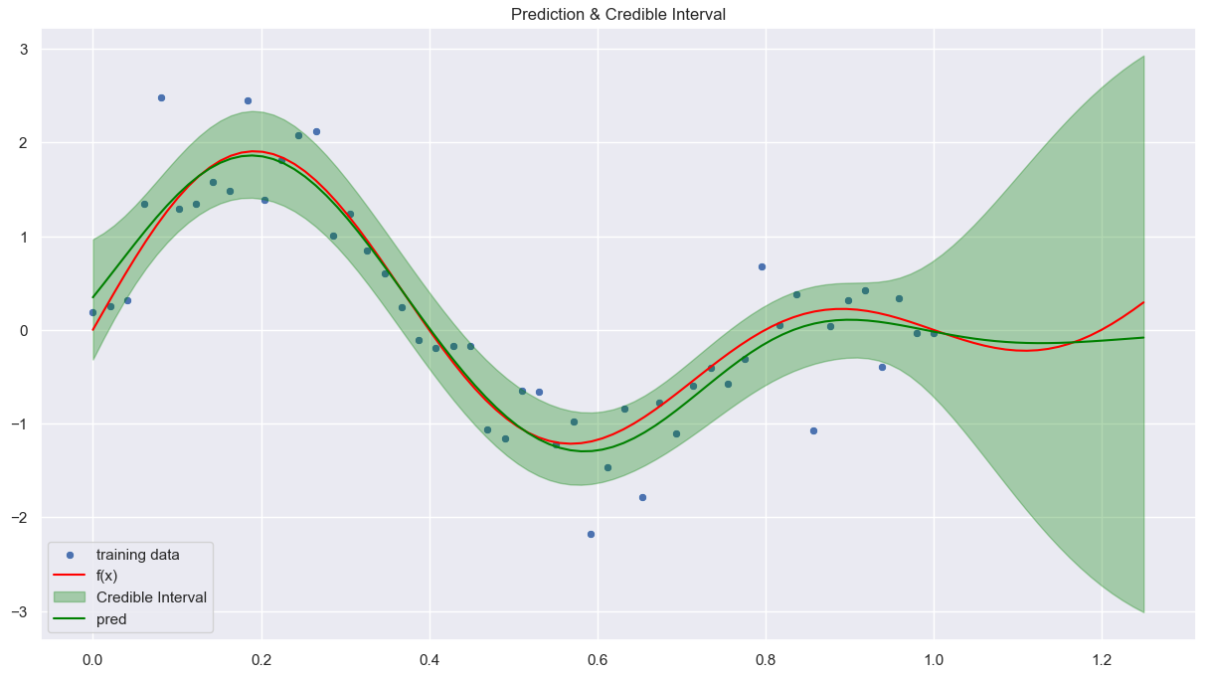 Prediction & Credible Interval
3
2
1
0
−1
−2
−3
training data
f(x)
Credible Interval
pred
0.0 0.2 0.4 0.6 0.8 1.0 1.2